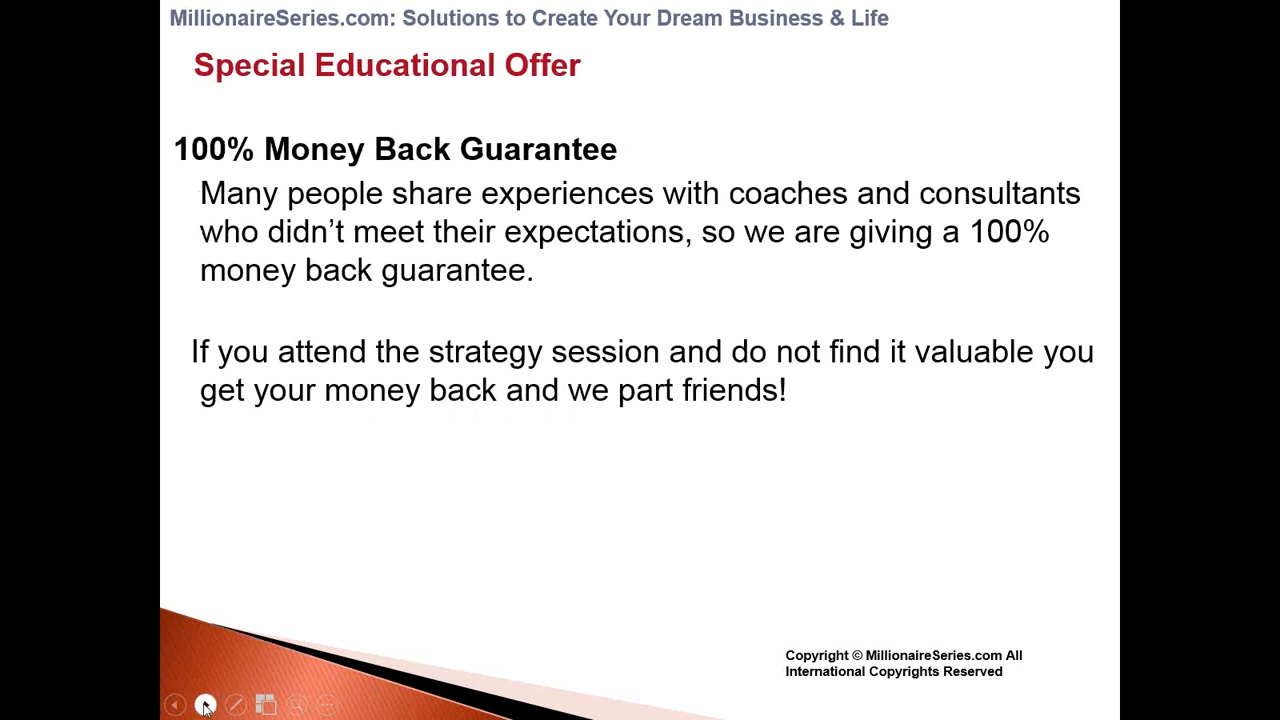 MillionaireSeries.com: Solutions to Create Your Dream Business & Life
Special Educational Offer
100% Money Back Guarantee
Many people share experiences with coaches and consultants
who didn’t meet their expectations, so we are giving a 100%
money back guarantee.
If you attend the strategy session and do not find it valuable you
get your money back and we part friends!
Copyright © MillionaireSeries.com All
International Copyrights Reserved